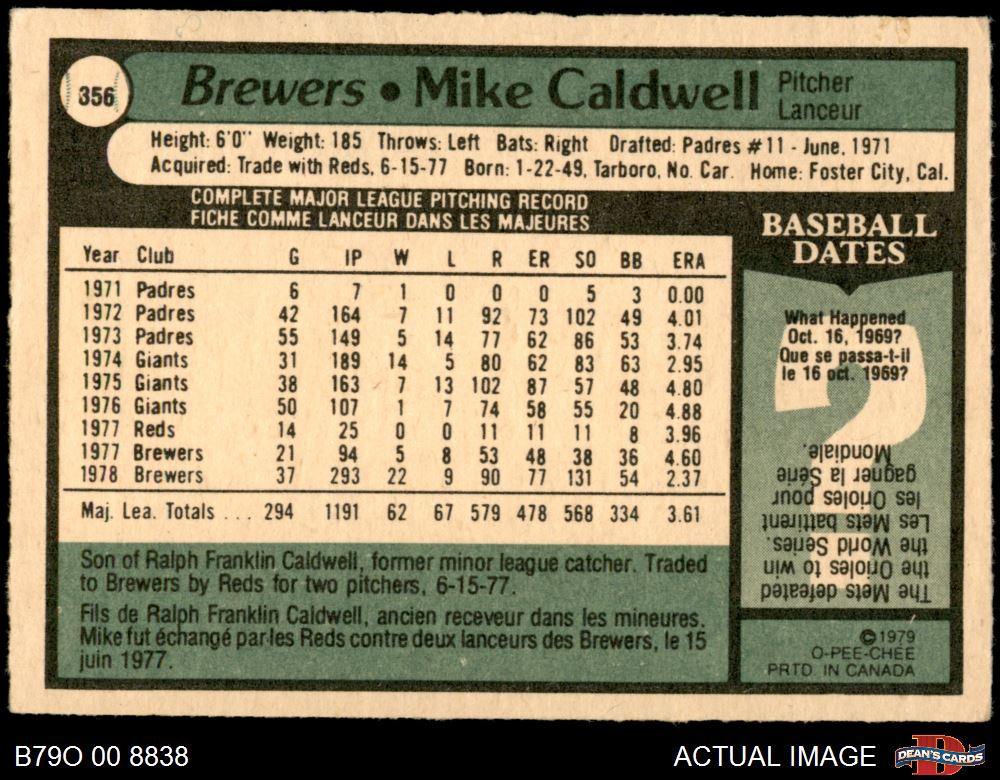 356
Brewers • Mike Caldwell
Pitcher
Lanceur
Height: 6'0" Weight: 185 Throws: Left Bats: Right Drafted: Padres #11 - June, 1971
Acquired: Trade with Reds, 6-15-77 Born: 1-22-49, Tarboro, No. Car. Home: Foster City, Cal.
COMPLETE MAJOR LEAGUE PITCHING RECORD
FICHE COMME LANCEUR DANS LES MAJEURES
Year Club G IP W L R ER SO BB ERA
1971 Padres 6 7 1 0 0 0 5 3 0.00
1972 Padres 42 164 7 11 92 73 102 49 4.01
1973 Padres 55 149 5 14 77 62 86 53 3.74
1974 Giants 31 189 14 5 80 62 83 63 2.95
1975 Giants 38 163 7 13 102 87 57 48 4.80
1976 Giants 50 107 1 7 74 58 55 20 4.88
1977 Reds 14 25 0 0 11 11 11 8 3.96
1977 Brewers 21 94 5 8 53 48 38 36 4.60
1978 Brewers 37 293 22 9 90 77 131 54 2.37
Maj. Lea. Totals ... 294 1191 62 67 579 478 568 334 3.61
Son of Ralph Franklin Caldwell, former minor league catcher. Traded
to Brewers by Reds for two pitchers, 6-15-77.
Fils de Ralph Franklin Caldwell, ancien receveur dans les mineures.
Mike fut échangé par les Reds contre deux lanceurs des Brewers, le 15
juin 1977.
BASEBALL
DATES
What Happened
Oct. 16, 1969?
Que se passa-t-il
le 16 oct. 1969?
The Mets defeated
the Orioles to win
the World Series.
Les Mets battirent
les Orioles pour
gagner la Série
Mondiale.
©1979
O-PEE-CHEE
PRTD. IN CANADA
B79O 00 8838
ACTUAL IMAGE
DEAN'S CARDS